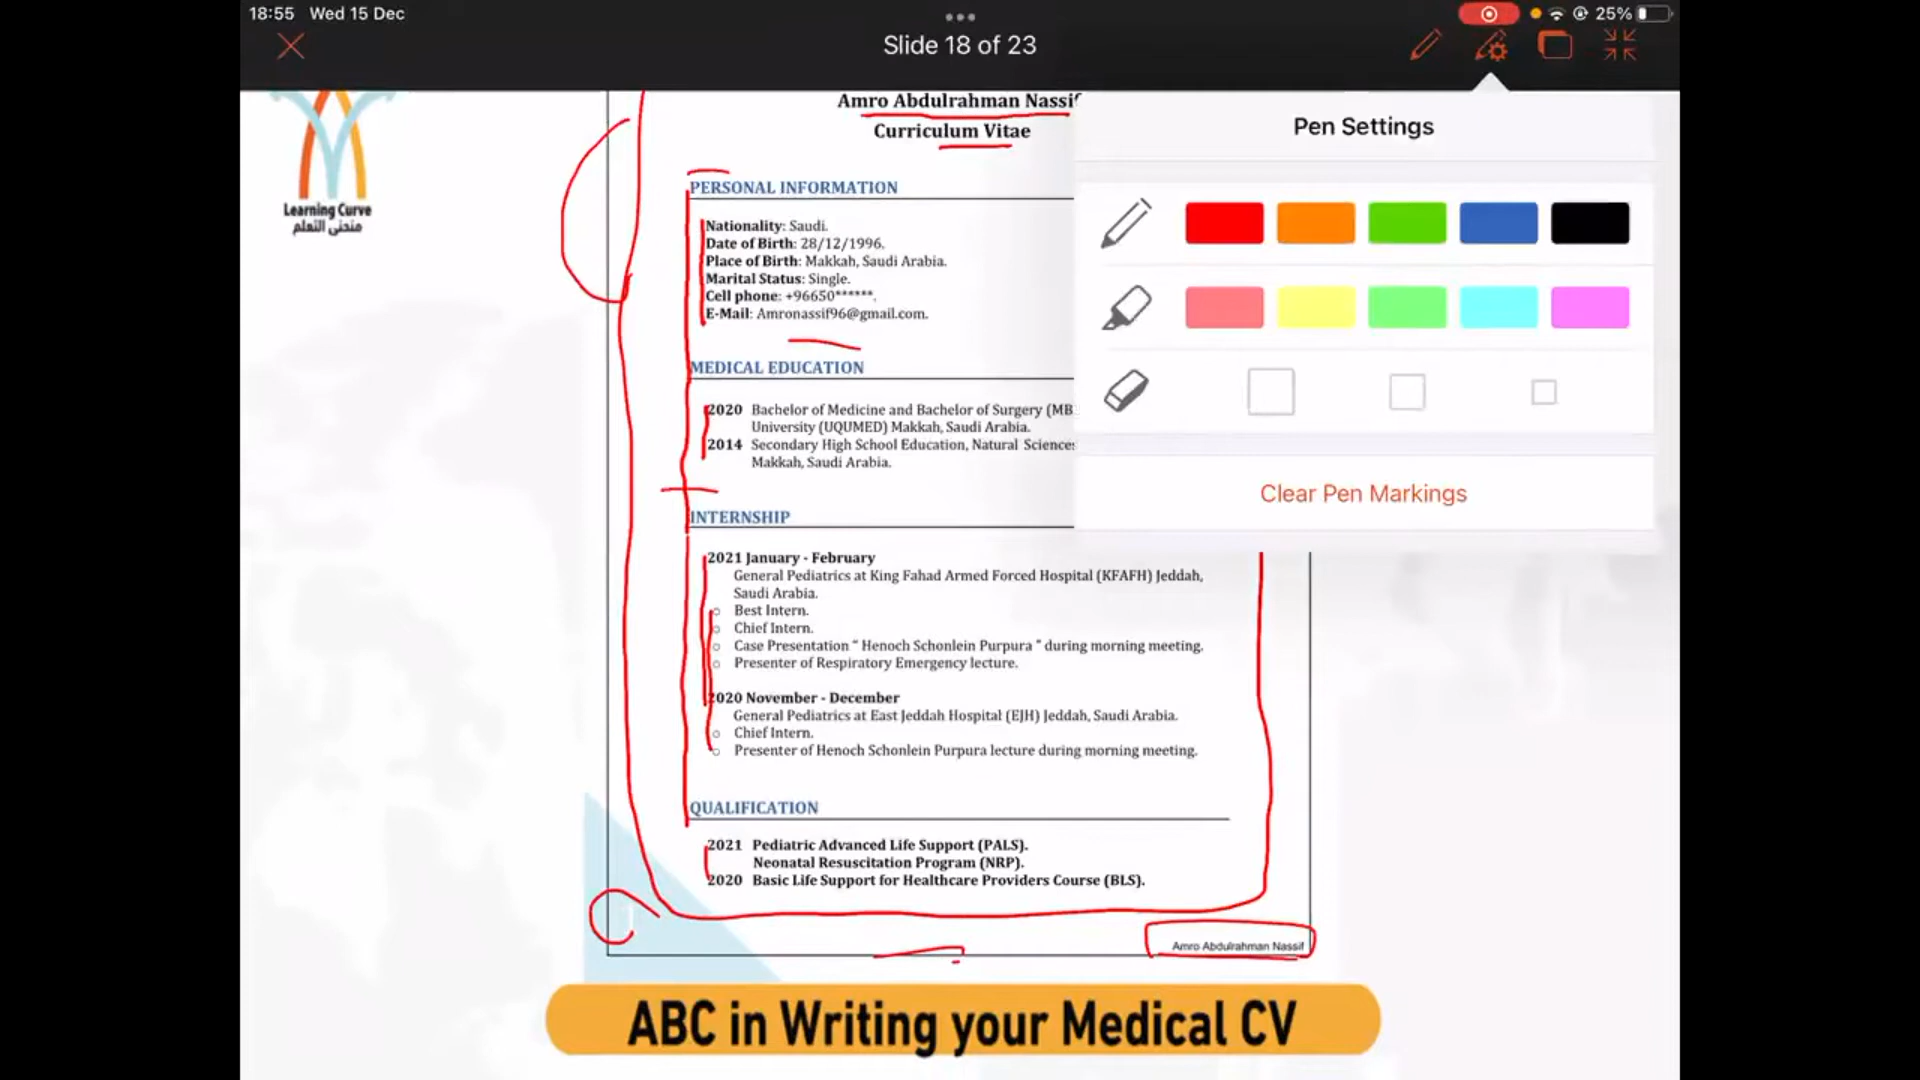 18:55 Wed 15 Dec
25%
Slide 18 of 23
Learning Curve
منحنى التعلم
Amro Abdulrahman Nassif
Curriculum Vitae
PERSONAL INFORMATION
Nationality: Saudi.
Date of Birth: 28/12/1996.
Place of Birth: Makkah, Saudi Arabia.
Marital Status: Single.
Cell phone: +96650******.
E-Mail: Amronassif96@gmail.com.
MEDICAL EDUCATION
2020 Bachelor of Medicine and Bachelor of Surgery (MB
University (UQUMED) Makkah, Saudi Arabia.
2014 Secondary High School Education, Natural Sciences
Makkah, Saudi Arabia.
INTERNSHIP
2021 January - February
General Pediatrics at King Fahad Armed Forced Hospital (KFAFH) Jeddah,
Saudi Arabia.
o Best Intern.
o Chief Intern.
o Case Presentation " Henoch Schonlein Purpura " during morning meeting.
o Presenter of Respiratory Emergency lecture.
2020 November - December
General Pediatrics at East Jeddah Hospital (EJH) Jeddah, Saudi Arabia.
o Chief Intern.
o Presenter of Henoch Schonlein Purpura lecture during morning meeting.
QUALIFICATION
2021 Pediatric Advanced Life Support (PALS).
Neonatal Resuscitation Program (NRP).
2020 Basic Life Support for Healthcare Providers Course (BLS).
Amro Abdulrahman Nassif
Pen Settings
Clear Pen Markings
ABC in Writing your Medical CV